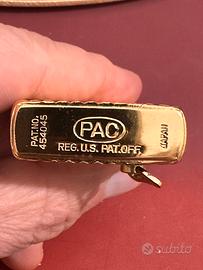 PAT.NO.
454045
PAC
REG. U.S. PAT. OFF.
JAPAN
subito